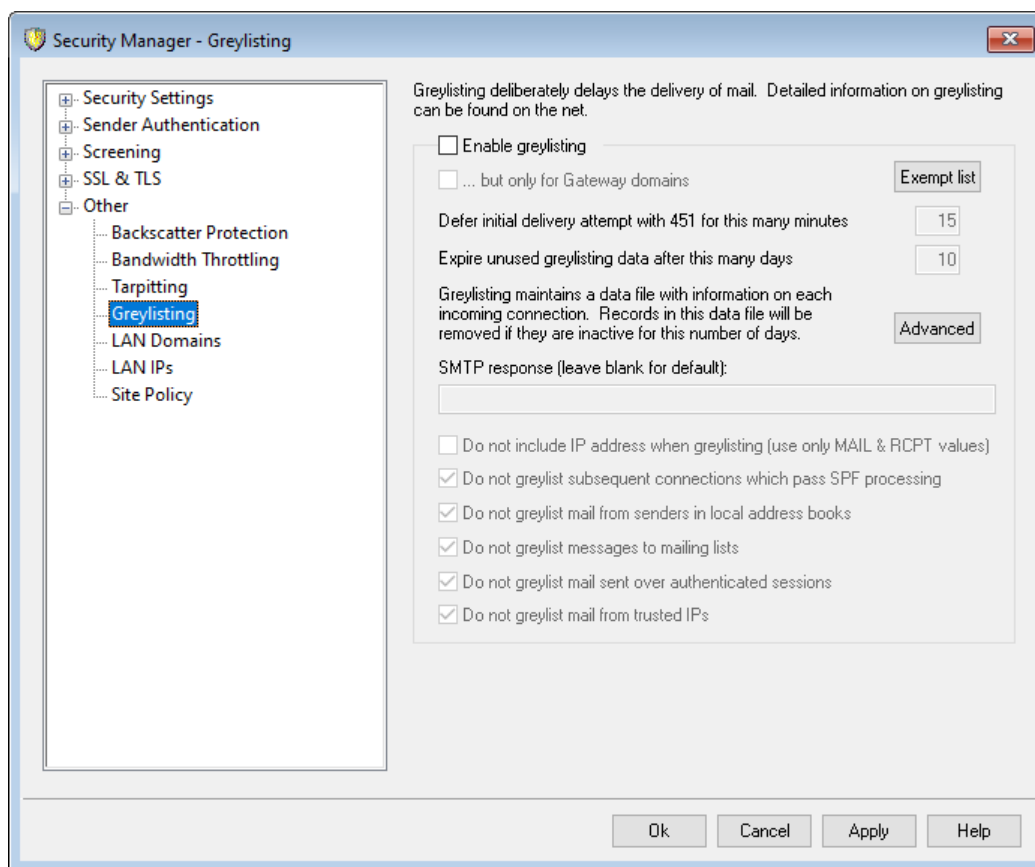 Security Manager - Greylisting
Security Settings
Sender Authentication
Screening
SSL & TLS
Other
Backscatter Protection
Bandwidth Throttling
Tarpitting
Greylisting
LAN Domains
LAN IPs
Site Policy
Greylisting deliberately delays the delivery of mail.  Detailed information on greylisting
can be found on the net.
Enable greylisting
... but only for Gateway domains
Exempt list
Defer initial delivery attempt with 451 for this many minutes
15
Expire unused greylisting data after this many days
10
Greylisting maintains a data file with information on each
incoming connection.  Records in this data file will be
removed if they are inactive for this number of days.
Advanced
SMTP response (leave blank for default):
Do not include IP address when greylisting (use only MAIL & RCPT values)
Do not greylist subsequent connections which pass SPF processing
Do not greylist mail from senders in local address books
Do not greylist messages to mailing lists
Do not greylist mail sent over authenticated sessions
Do not greylist mail from trusted IPs
Ok
Cancel
Apply
Help